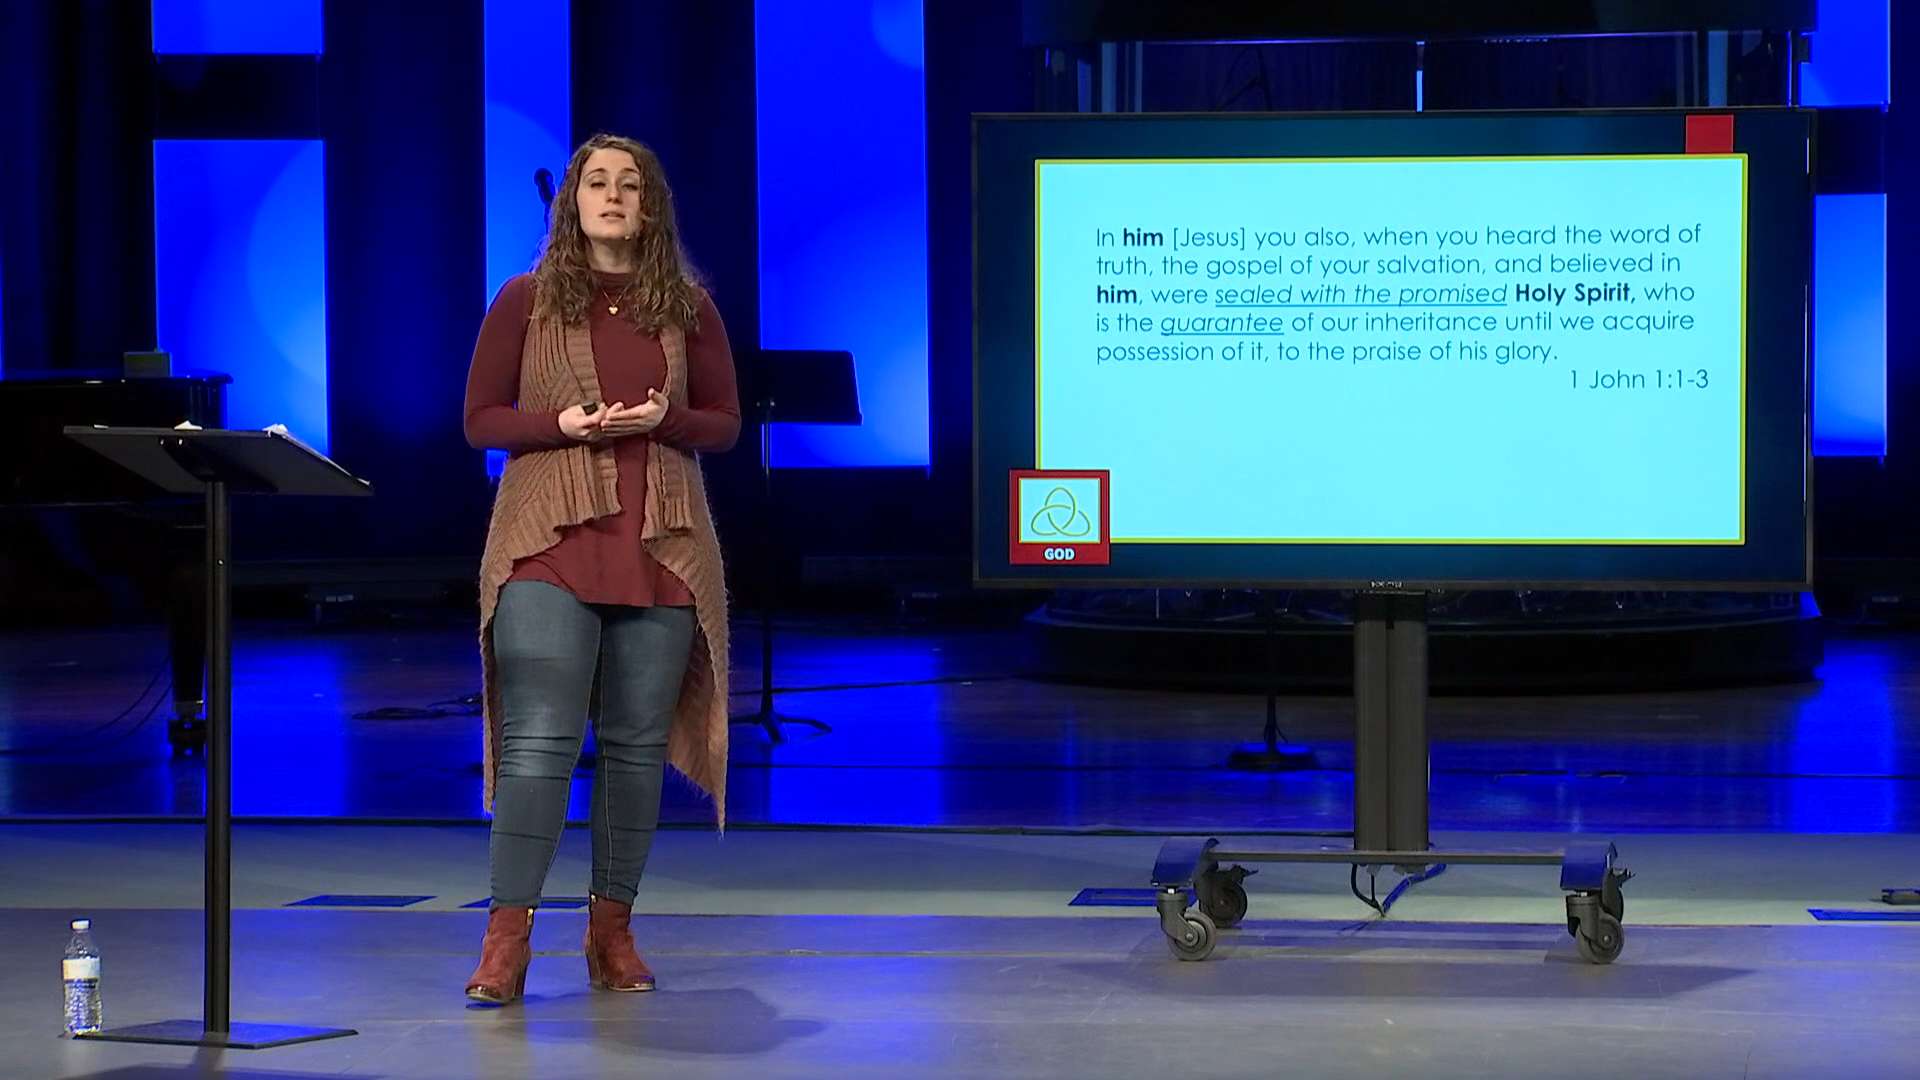 In him [Jesus] you also, when you heard the word of
truth, the gospel of your salvation, and believed in
him, were sealed with the promised Holy Spirit, who
is the guarantee of our inheritance until we acquire
possession of it, to the praise of his glory.
1 John 1:1-3
GOD